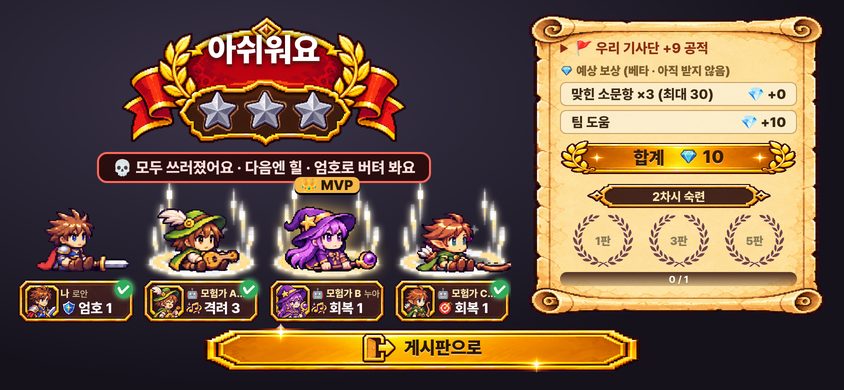 아쉬워요
💀 모두 쓰러졌어요 · 다음엔 힐 · 엄호로 버텨 봐요
MVP
나 로안
엄호 1
모험가 A...
격려 3
모험가 B 누아
회복 1
모험가 C...
회복 1
▶ 🚩 우리 기사단 +9 공적
💎 예상 보상 (베타 · 아직 받지 않음)
맞힌 소문항 ×3 (최대 30) 💎 +0
팀 도움 💎 +10
합계 💎 10
2차시 숙련
1판 3판 5판
0 / 1
게시판으로